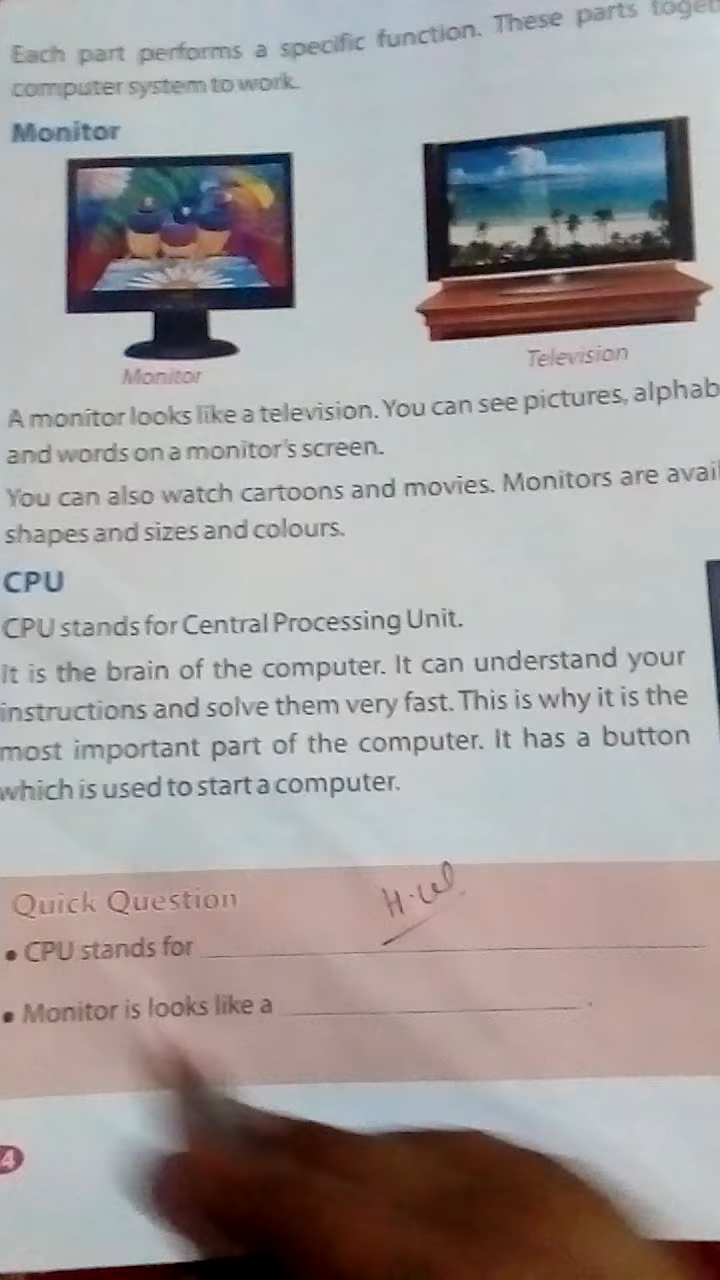 Each part performs a specific function. These parts
computer system to work.
Monitor
Monitor
Television
A monitor looks like a television. You can see pictures,
and words on a monitor's screen.
You can also watch cartoons and movies. Monitors are
shapes and sizes and colours.
CPU
CPU stands for Central Processing Unit.
It is the brain of the computer. It can understand your
instructions and solve them very fast. This is why it is the
most important part of the computer. It has a button
which is used to start a computer.
Quick Question
H.W.
• CPU stands for
• Monitor is looks like a .
4